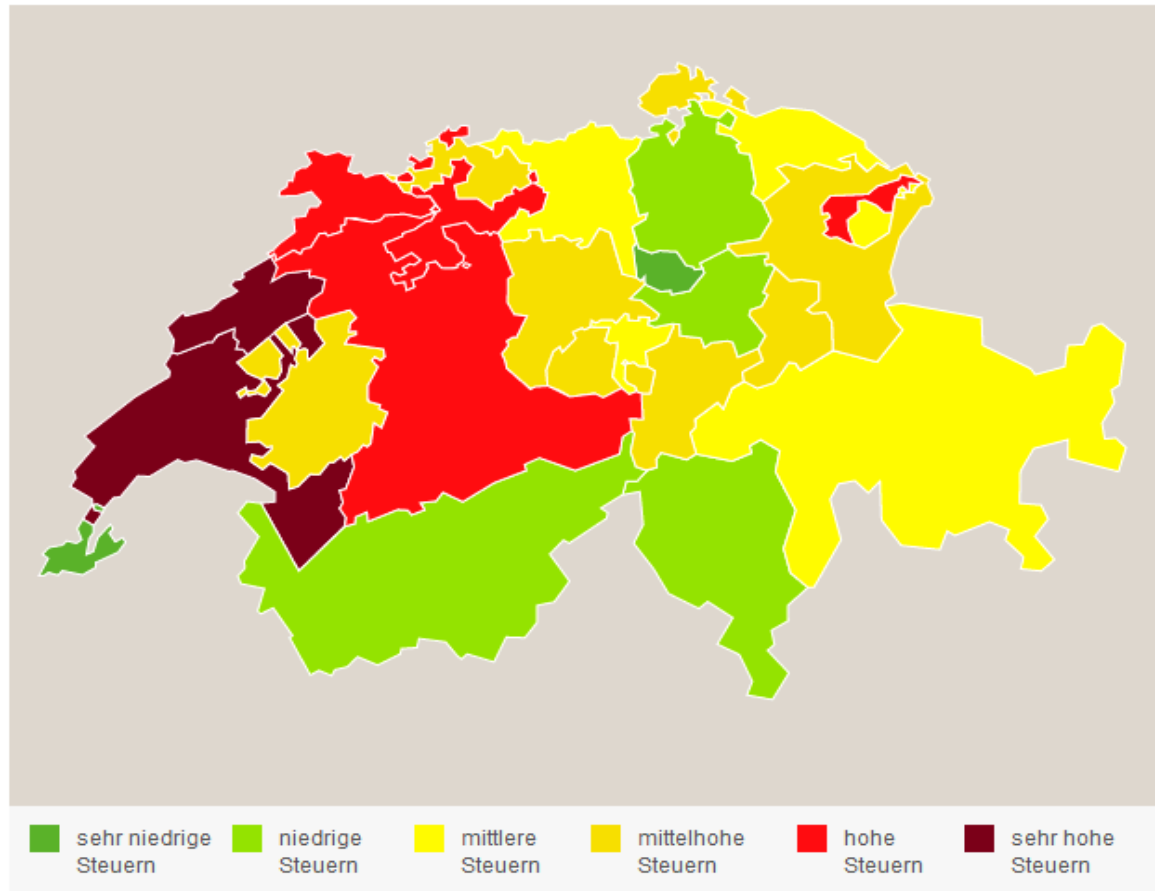 sehr niedrige
Steuern
niedrige
Steuern
mittlere
Steuern
mittelhohe
Steuern
hohe
Steuern
sehr hohe
Steuern